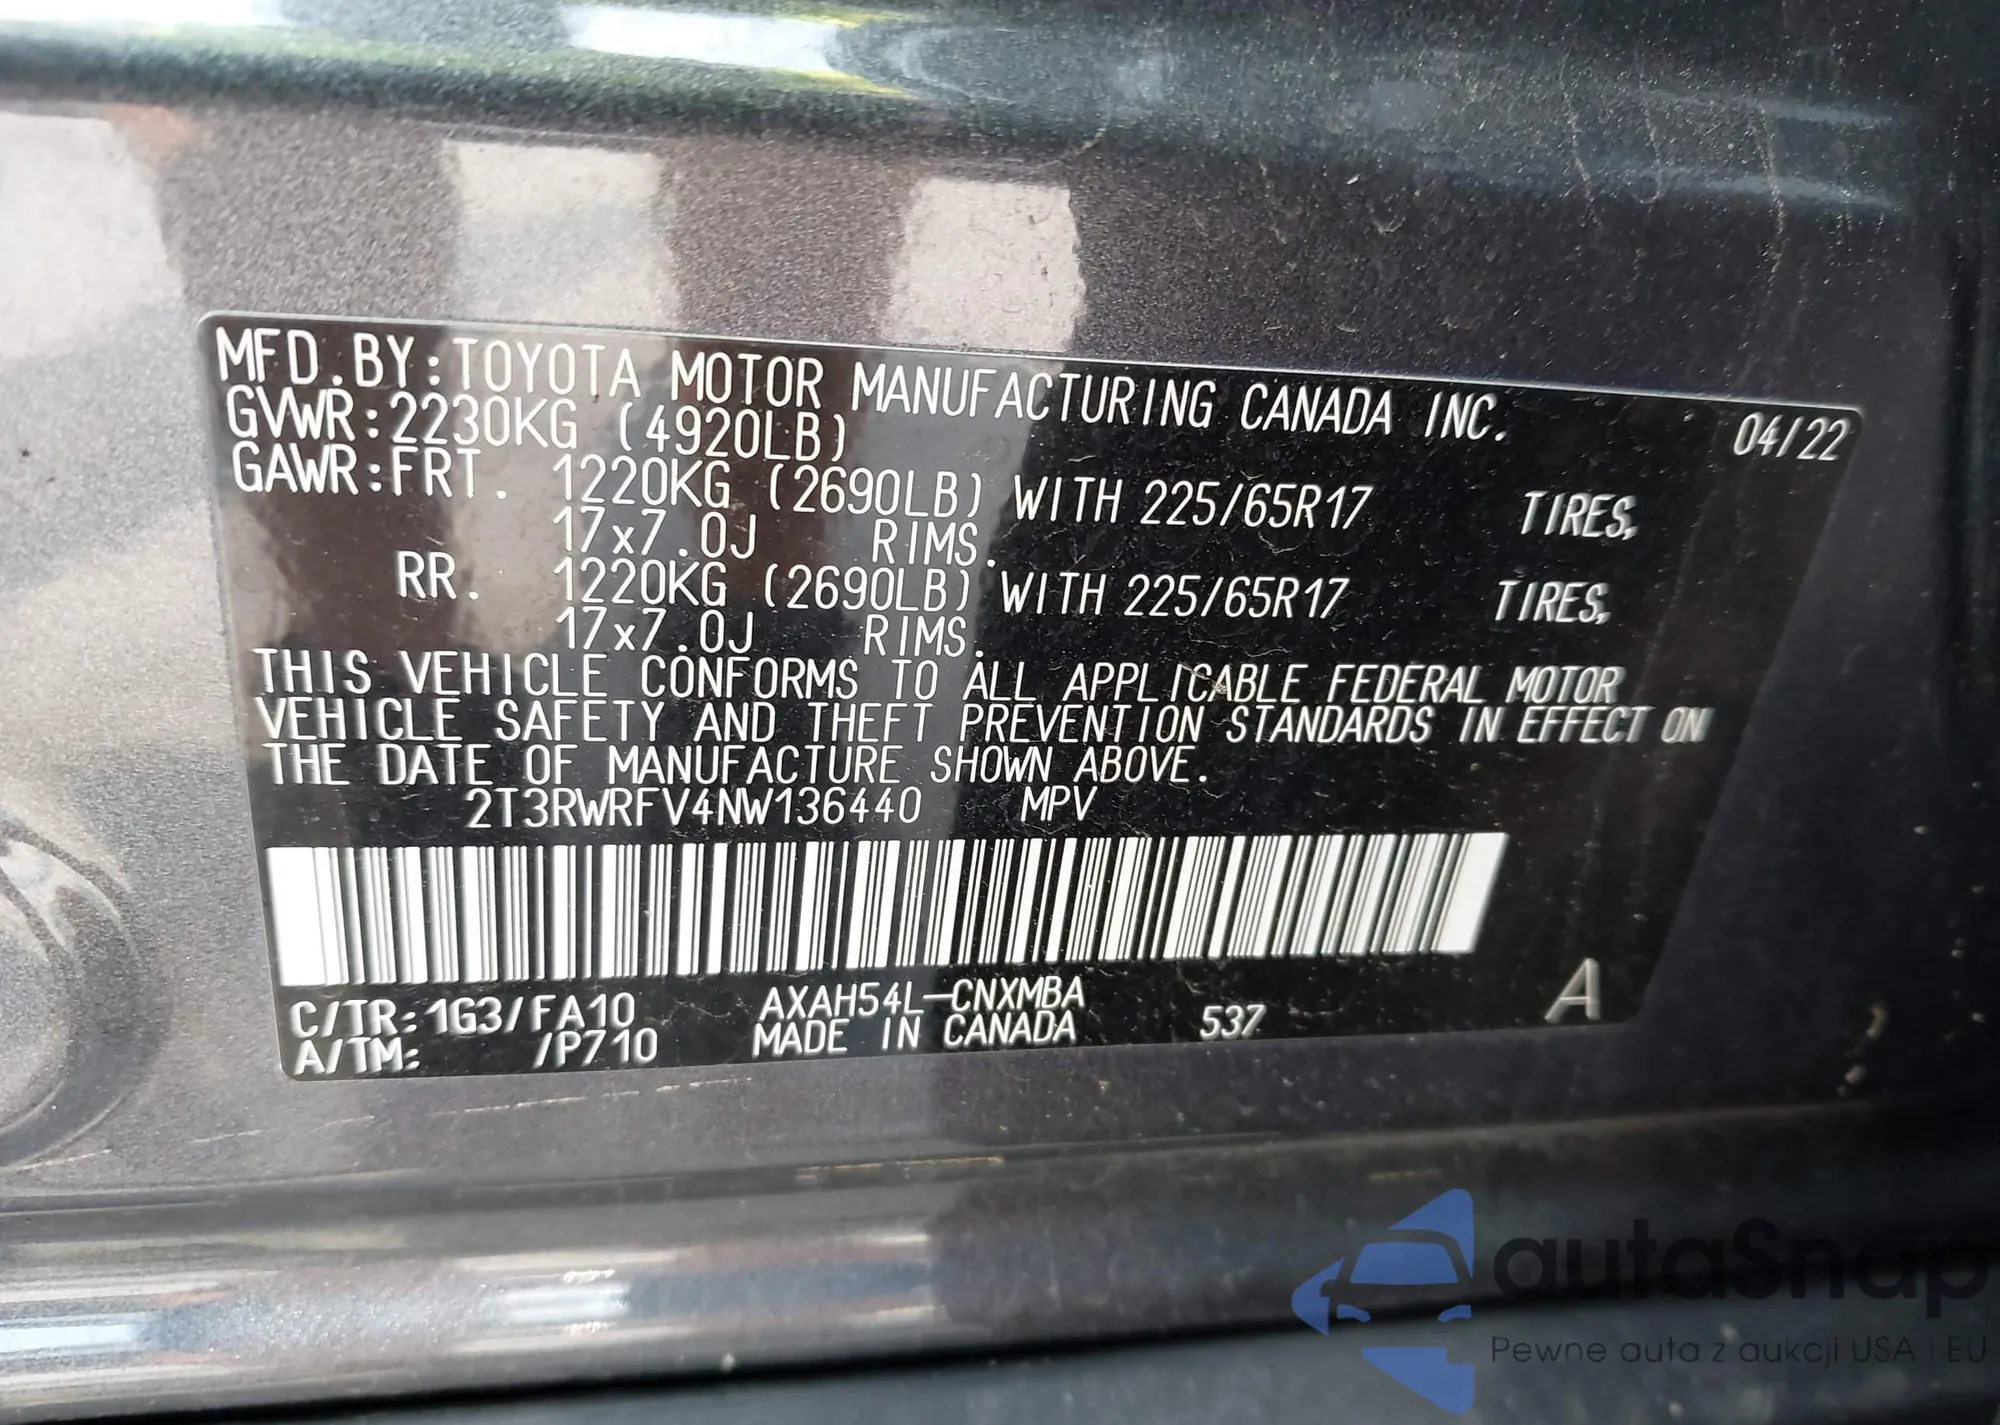 MFD.BY:TOYOTA MOTOR MANUFACTURING CANADA INC. 04/22
GVWR:2230KG (4920LB)
GAWR:FRT. 1220KG (2690LB) WITH 225/65R17 TIRES,
17x7.0J RIMS.
RR. 1220KG (2690LB) WITH 225/65R17 TIRES,
17x7.0J RIMS.
THIS VEHICLE CONFORMS TO ALL APPLICABLE FEDERAL MOTOR
VEHICLE SAFETY AND THEFT PREVENTION STANDARDS IN EFFECT ON
THE DATE OF MANUFACTURE SHOWN ABOVE.
2T3RWRFV4NW136440 MPV
C/TR:1G3/FA10 AXAH54L-CNXMBA
A/TM: /P710 MADE IN CANADA 537 A
autaSnap
Pewne auta z aukcji USA i EU